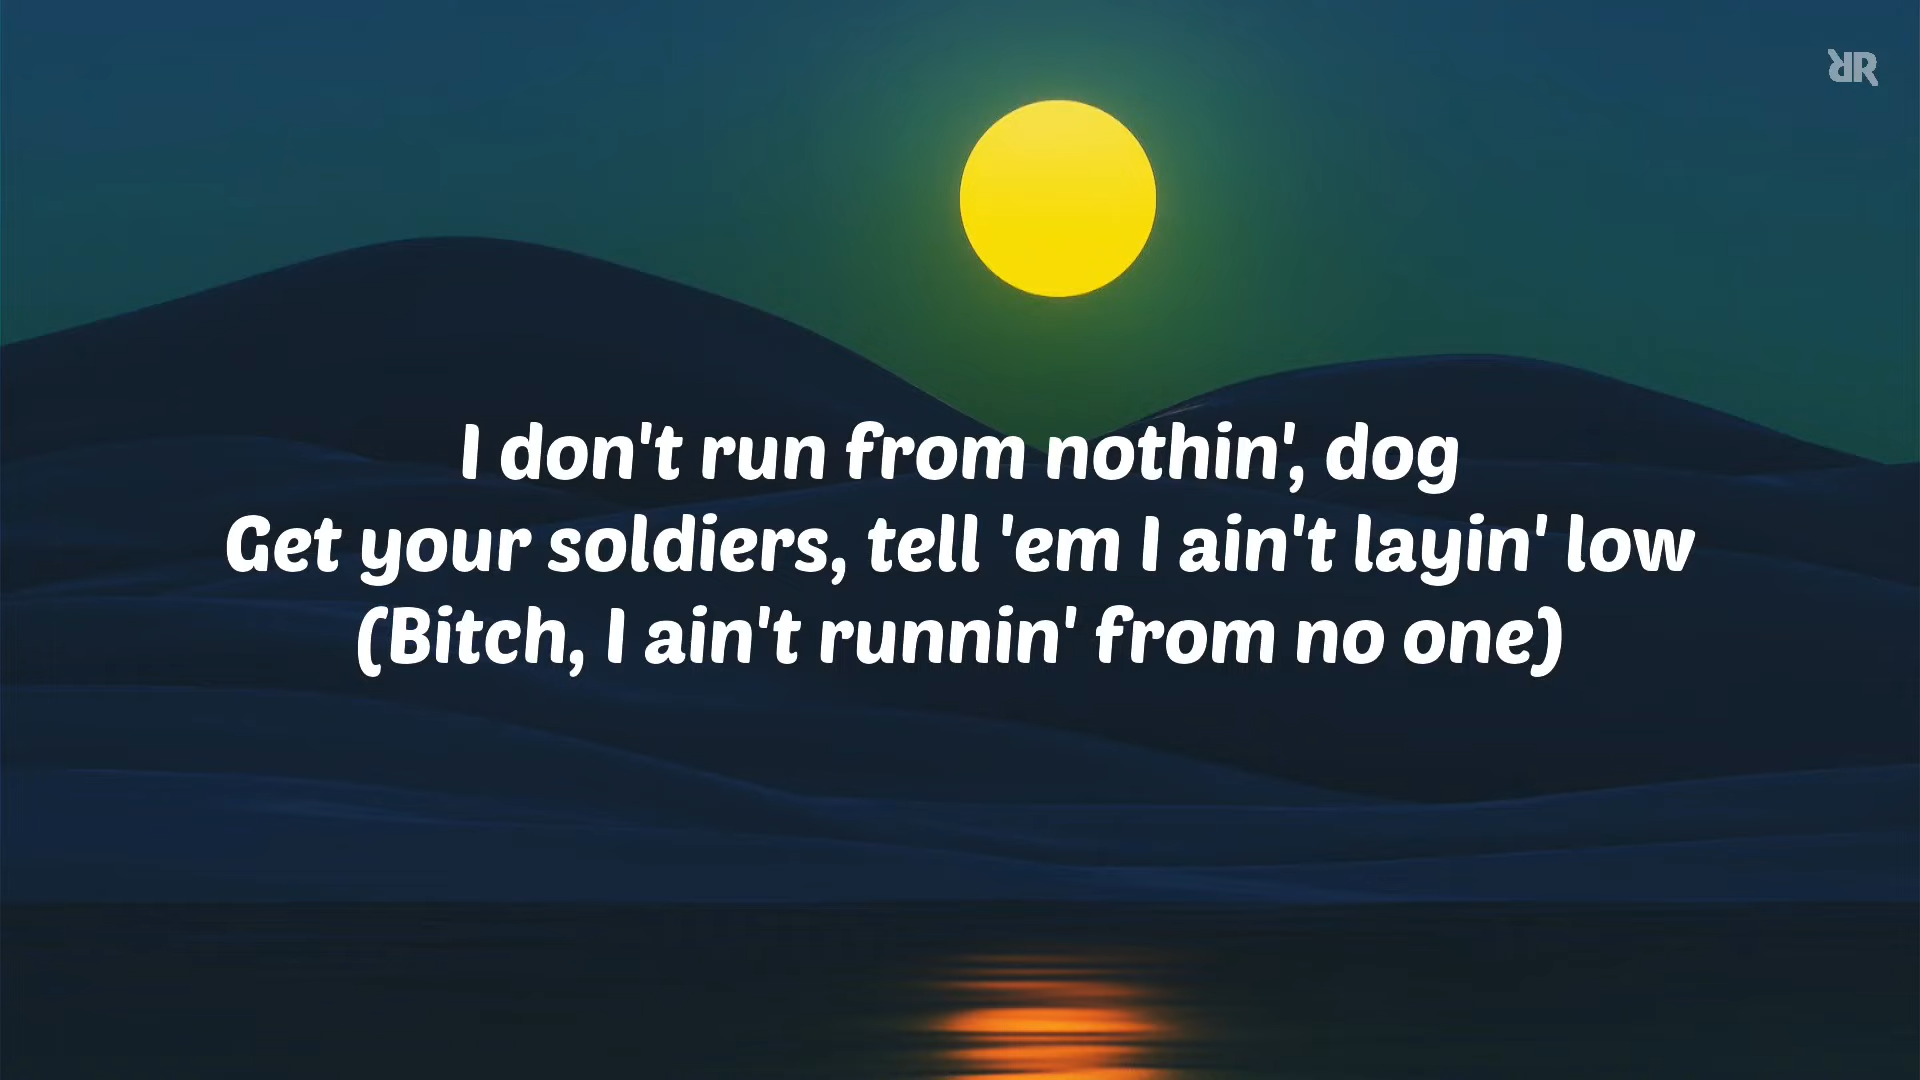 RR
I don't run from nothin', dog
Get your soldiers, tell 'em I ain't layin' low
(Bitch, I ain't runnin' from no one)